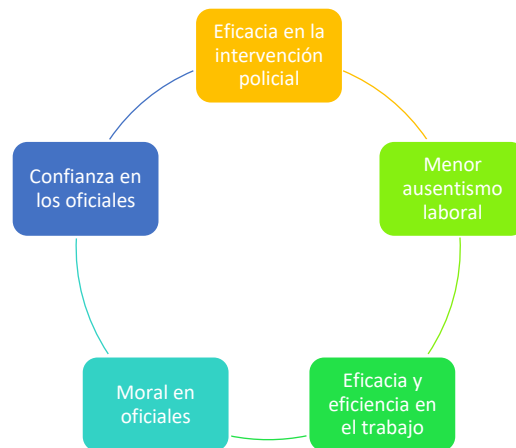 Eficacia en la
intervención
policial
Menor
ausentismo
laboral
Eficacia y
eficiencia en
el trabajo
Moral en
oficiales
Confianza en
los oficiales